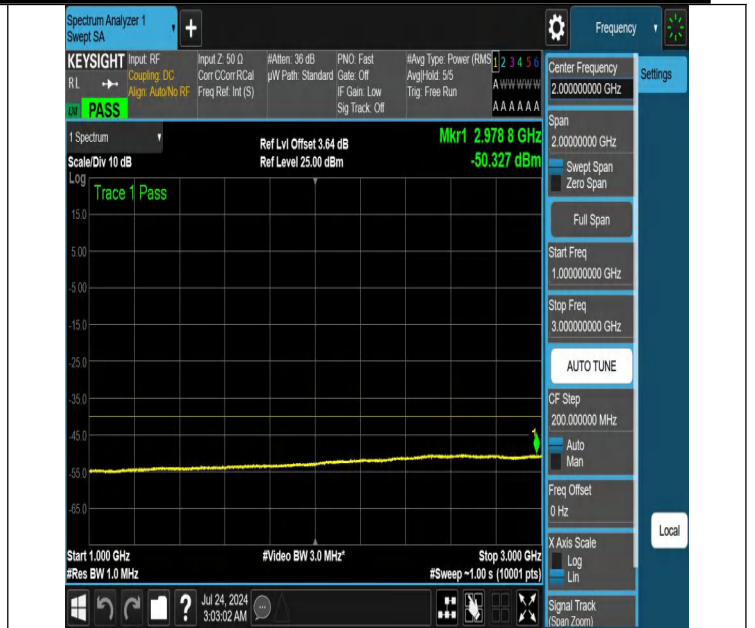 Spectrum Analyzer 1
Swept SA
+
Frequency
KEYSIGHT
RL
PASS
Input: RF
Coupling: DC
Align: Auto/No RF
Input Z: 50 Ω
Corr CCorr RCal
Freq Ref: Int (S)
#Atten: 36 dB
µW Path: Standard
PNO: Fast
Gate: Off
IF Gain: Low
Sig Track: Off
#Avg Type: Power (RMS
Avg|Hold: 5/5
Trig: Free Run
1 2 3 4 5 6
A W W W W W
A A A A A A
1 Spectrum
Scale/Div 10 dB
Ref Lvl Offset 3.64 dB
Ref Level 25.00 dBm
Mkr1 2.978 8 GHz
-50.327 dBm
Log
Trace 1 Pass
15.0
5.00
-5.00
-15.0
-25.0
-35.0
-45.0
-55.0
-65.0
1
Start 1.000 GHz
#Res BW 1.0 MHz
#Video BW 3.0 MHz*
Stop 3.000 GHz
#Sweep ~1.00 s (10001 pts)
Jul 24, 2024
3:03:02 AM
?
Center Frequency
2.000000000 GHz
Settings
Span
2.00000000 GHz
Swept Span
Zero Span
Full Span
Start Freq
1.000000000 GHz
Stop Freq
3.000000000 GHz
AUTO TUNE
CF Step
200.000000 MHz
Auto
Man
Freq Offset
0 Hz
X Axis Scale
Log
Lin
Local
Signal Track
(Span Zoom)